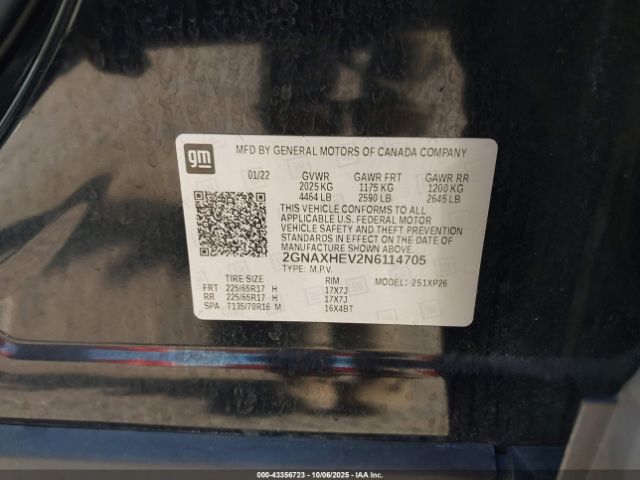 gm
MFD BY GENERAL MOTORS OF CANADA COMPANY
01/22 GVWR GAWR FRT GAWR RR
2025 KG 1175 KG 1200 KG
4464 LB 2590 LB 2645 LB
THIS VEHICLE CONFORMS TO ALL
APPLICABLE U.S. FEDERAL MOTOR
VEHICLE SAFETY AND THEFT
PREVENTION STANDARDS
IN EFFECT ON THE DATE OF
MANUFACTURE SHOWN ABOVE.
2GNAXHEV2N6114705
TYPE: M.P.V. MODEL: 251XP26
TIRE SIZE RIM
FRT 225/65R17 H 17X7J
RR 225/65R17 H 17X7J
SPA T135/70R16 M 16X4BT
000-43356723 - 10/06/2025 - IAA Inc.